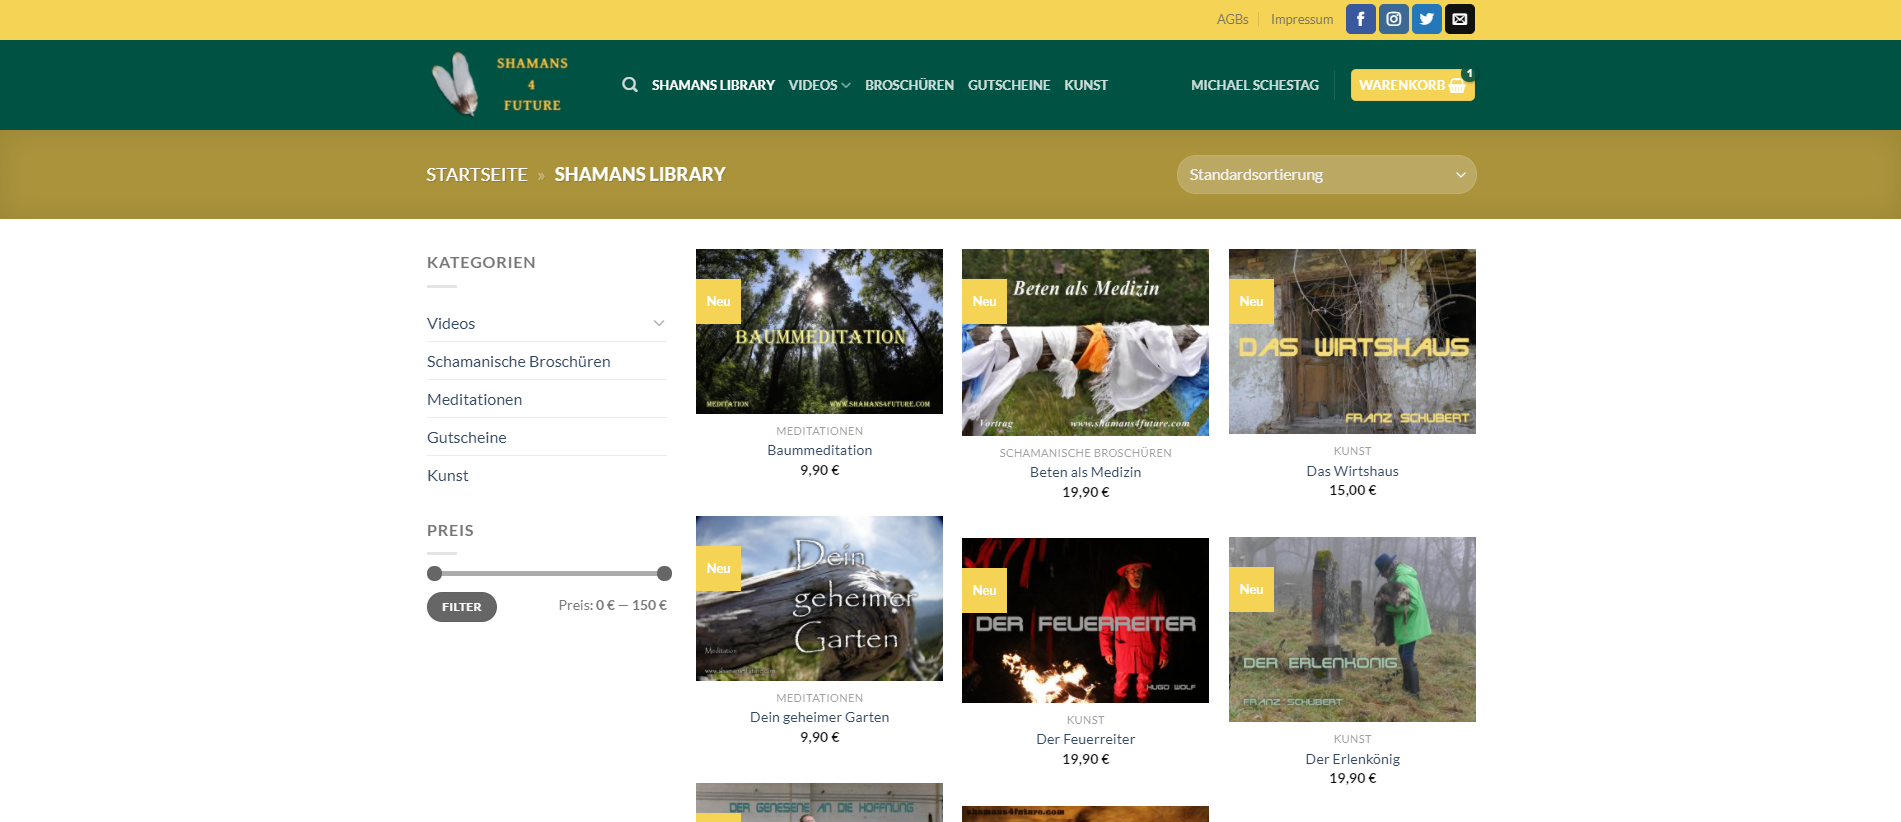 AGBs
Impressum
SHAMANS
4
FUTURE
SHAMANS LIBRARY
VIDEOS
BROSCHÜREN
GUTSCHEINE
KUNST
MICHAEL SCHESTAG
WARENKORB
1
STARTSEITE » SHAMANS LIBRARY
Standardsortierung
KATEGORIEN
Videos
Schamanische Broschüren
Meditationen
Gutscheine
Kunst
PREIS
FILTER
Preis: 0 € — 150 €
Neu
BAUMMEDITATION
MEDITATION
WWW.SHAMANS4FUTURE.COM
MEDITATIONEN
Baummeditation
9,90 €
Neu
Beten als Medizin
Vortrag
www.shamans4future.com
SCHAMANISCHE BROSCHÜREN
Beten als Medizin
19,90 €
Neu
DAS WIRTSHAUS
FRANZ SCHUBERT
KUNST
Das Wirtshaus
15,00 €
Neu
Dein
geheimer
Garten
Meditation
www.shamans4future.com
MEDITATIONEN
Dein geheimer Garten
9,90 €
Neu
DER FEUERREITER
HUGO WOLF
KUNST
Der Feuerreiter
19,90 €
Neu
DER ERLENKÖNIG
FRANZ SCHUBERT
KUNST
Der Erlenkönig
19,90 €
DER GENESENE AN DIE HOFFNUNG
shamans4future.com